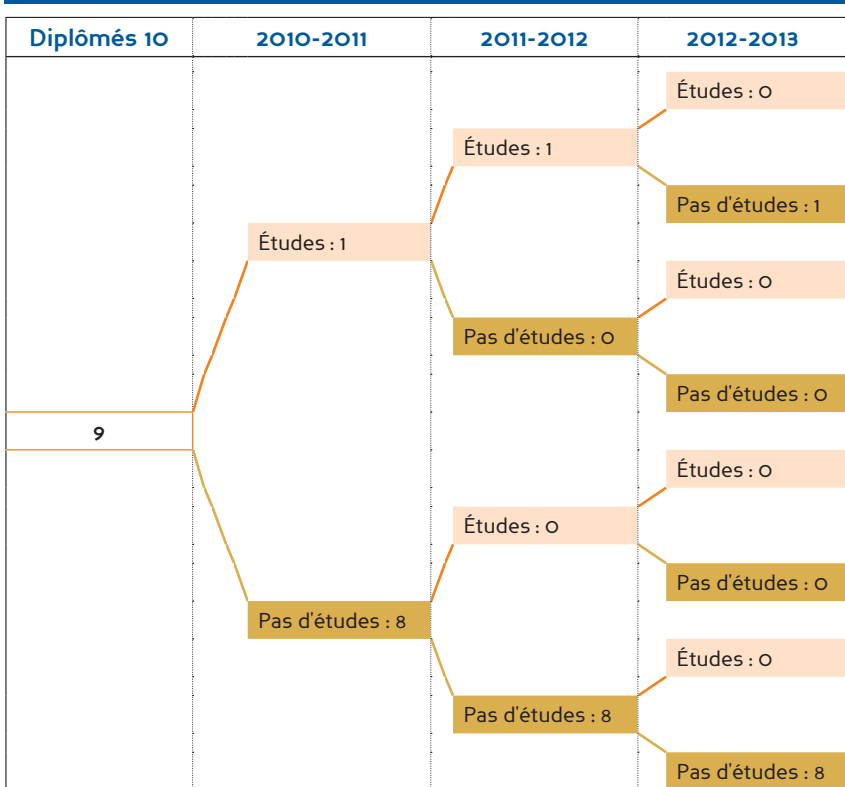 Diplômés 10 2010-2011 2011-2012 2012-2013
Études : 0
Études : 1
Pas d'études : 1
Études : 1
Études : 0
Pas d'études : 0
Pas d'études : 0
9
Études : 0
Études : 0
Pas d'études : 0
Pas d'études : 8
Études : 0
Pas d'études : 8
Pas d'études : 8